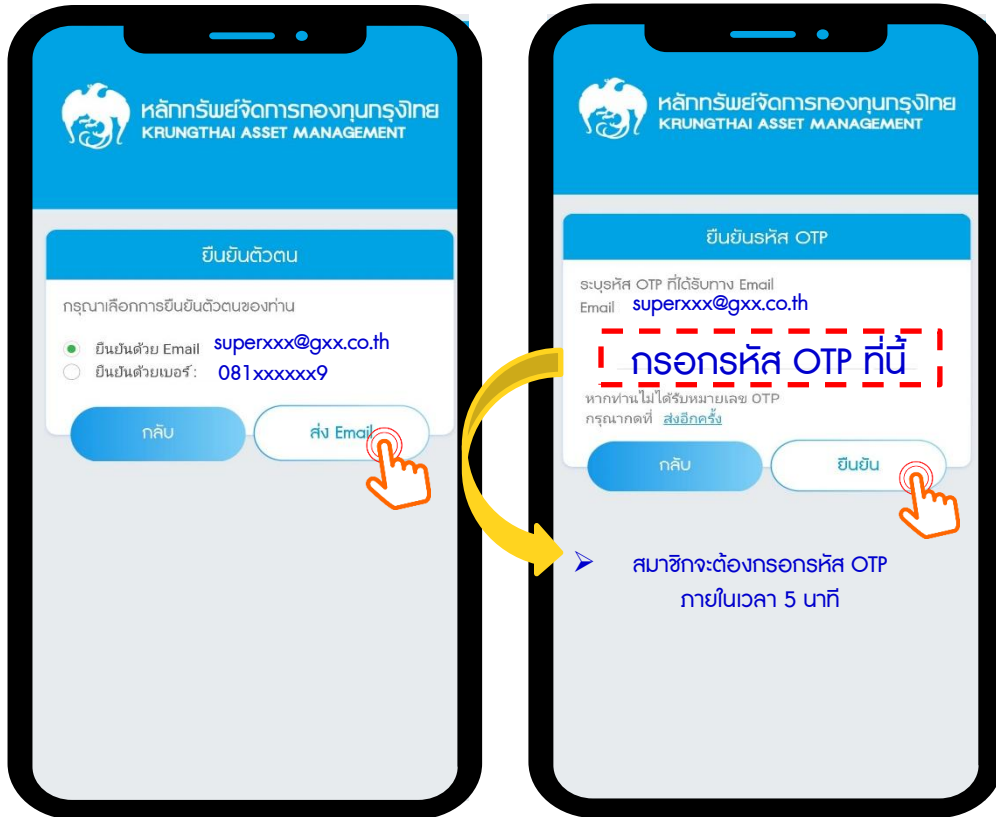 หลักทรัพย์จัดการกองทุนกรุงไทย
KRUNGTHAI ASSET MANAGEMENT
ยืนยันตัวตน
กรุณาเลือกการยืนยันตัวตนของท่าน
ยืนยันด้วย Email superxxx@gxx.co.th
ยืนยันด้วยเบอร์ : 081xxxxxx9
กลับ ส่ง Email
หลักทรัพย์จัดการกองทุนกรุงไทย
KRUNGTHAI ASSET MANAGEMENT
ยืนยันรหัส OTP
ระบุรหัส OTP ที่ได้รับทาง Email
Email superxxx@gxx.co.th
กรอกรหัส OTP ที่นี้
หากท่านไม่ได้รับหมายเลข OTP
กรุณากดที่ ส่งอีกครั้ง
กลับ ยืนยัน
➢ สมาชิกจะต้องกรอกรหัส OTP
ภายในเวลา 5 นาที